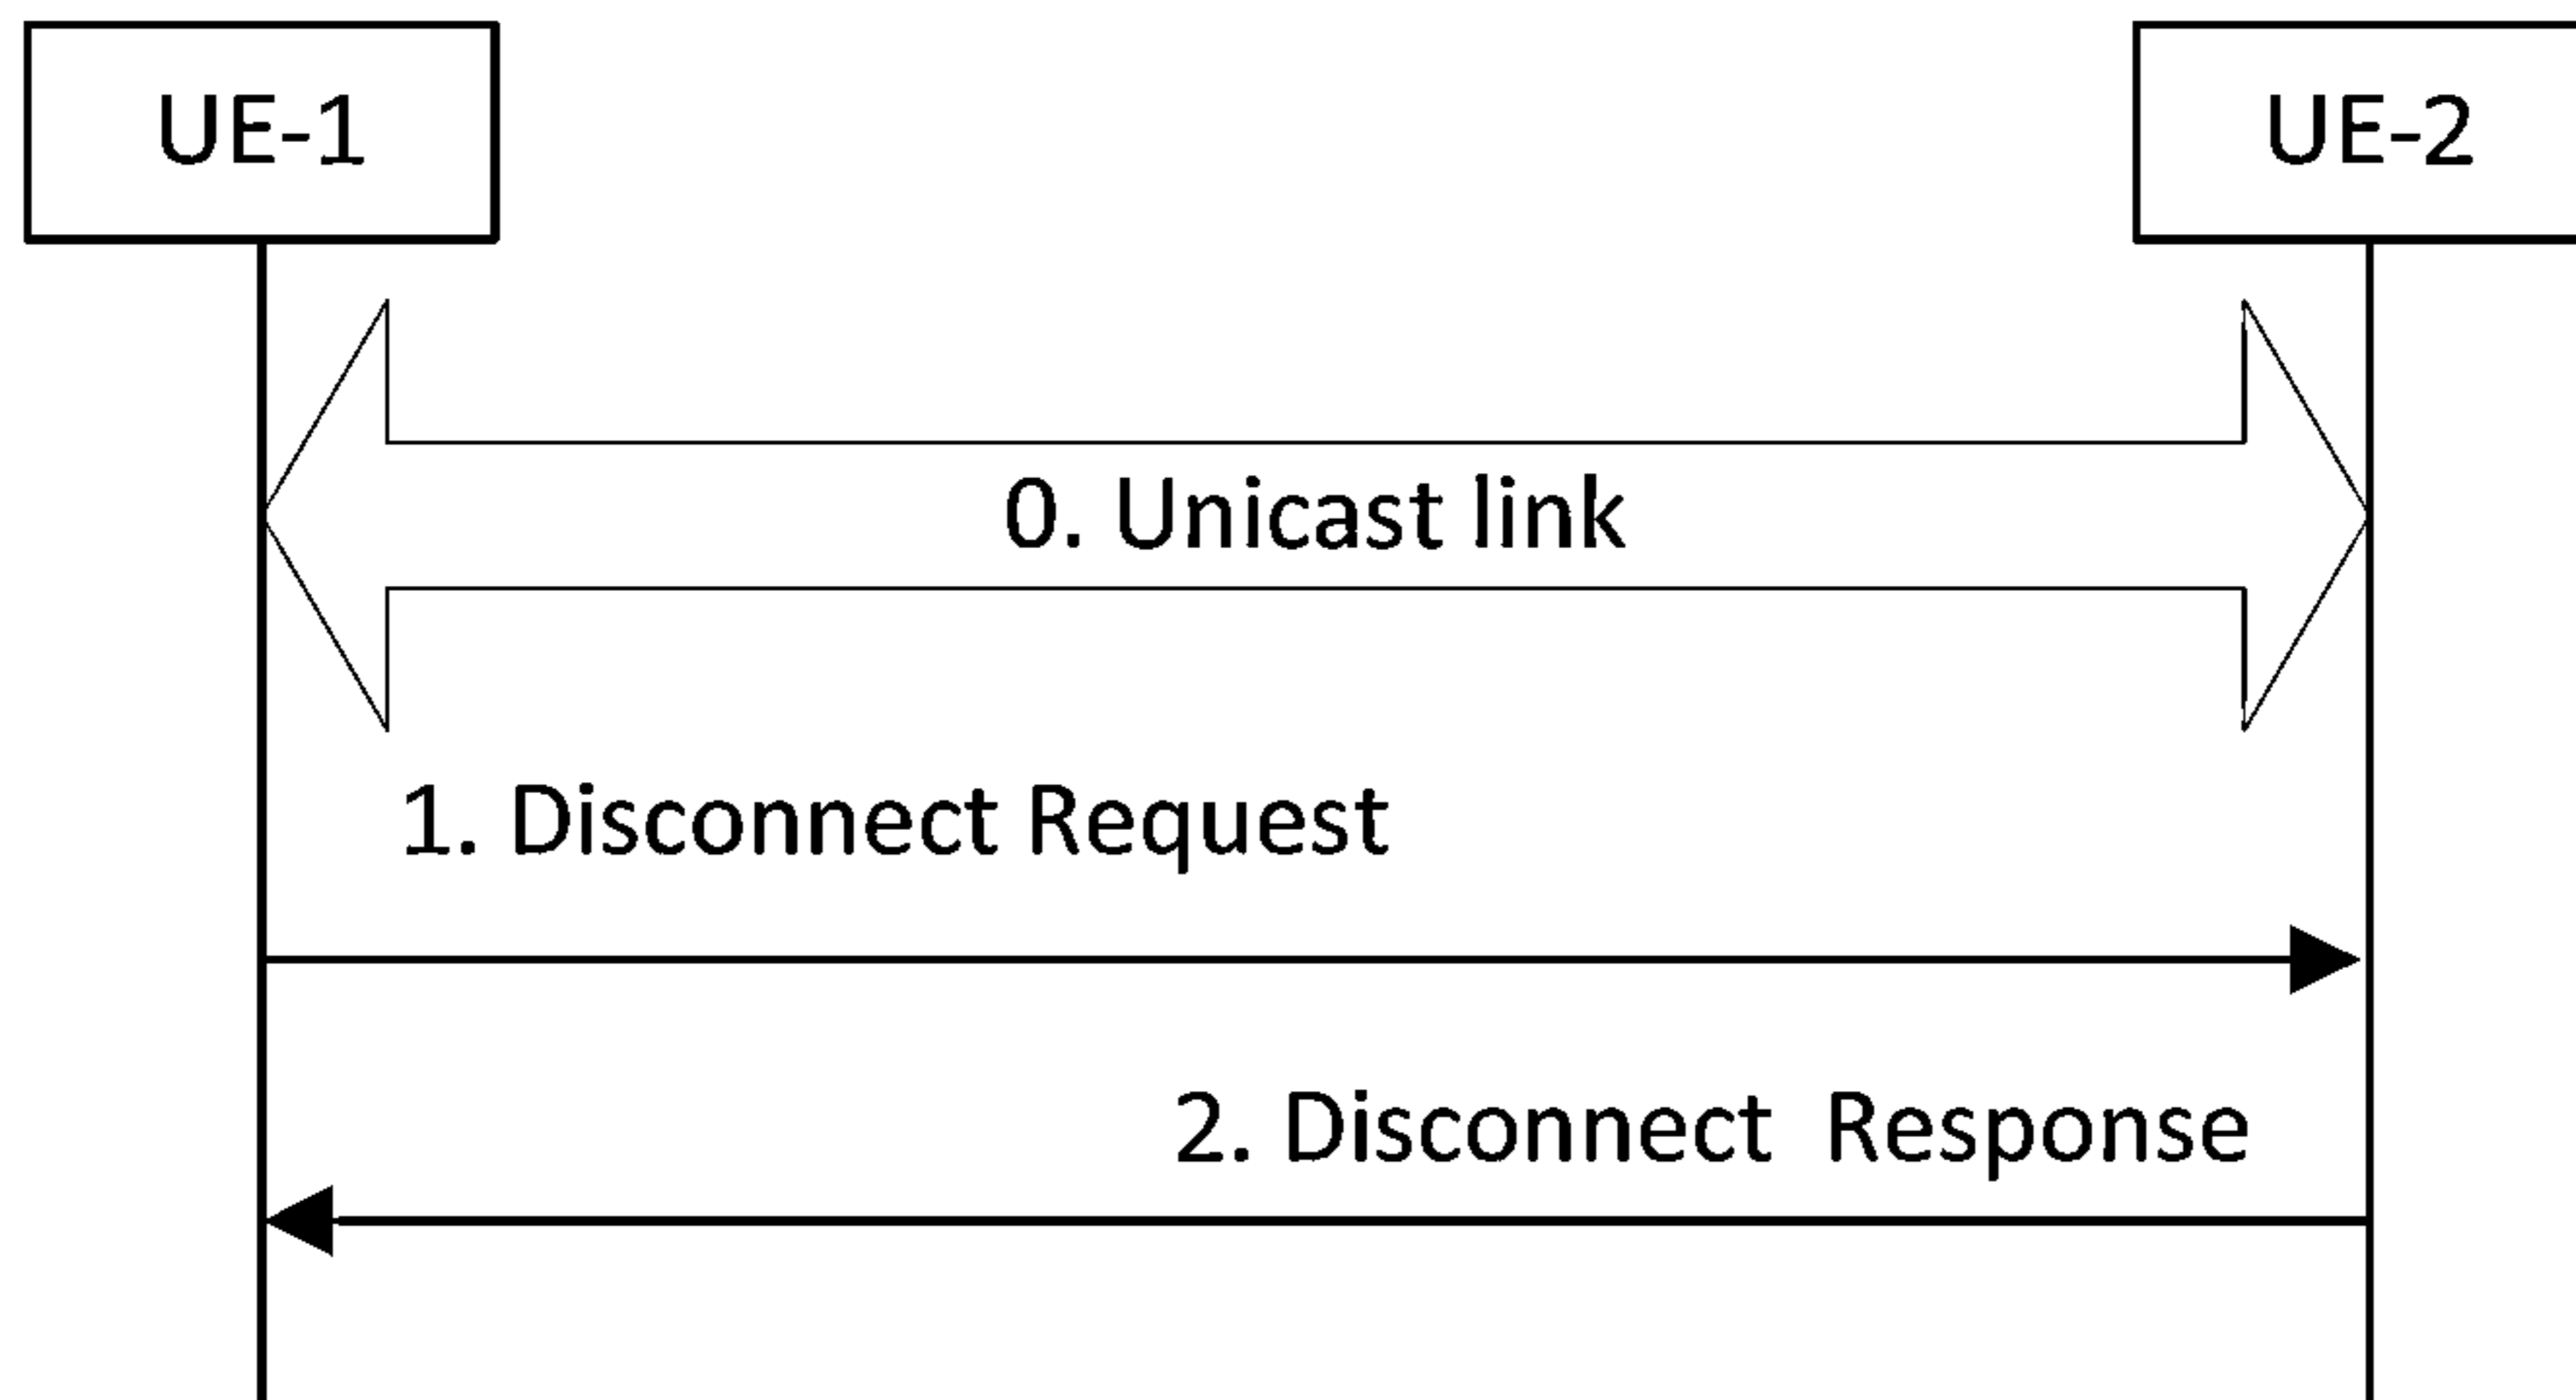 UE-1
UE-2
0. Unicast link
1. Disconnect Request
2. Disconnect  Response